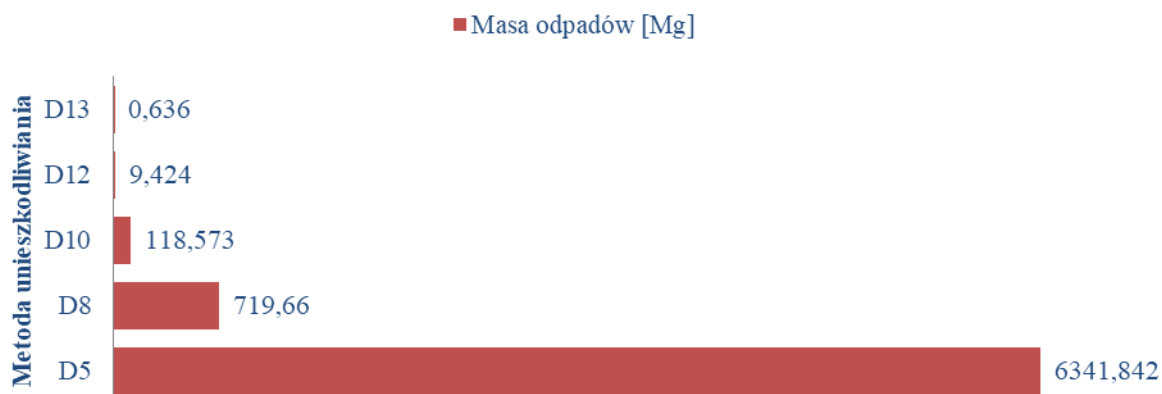 Masa odpadów [Mg]
Metoda unieszkodliwiania
D13 0,636
D12 9,424
D10 118,573
D8 719,66
D5 6341,842